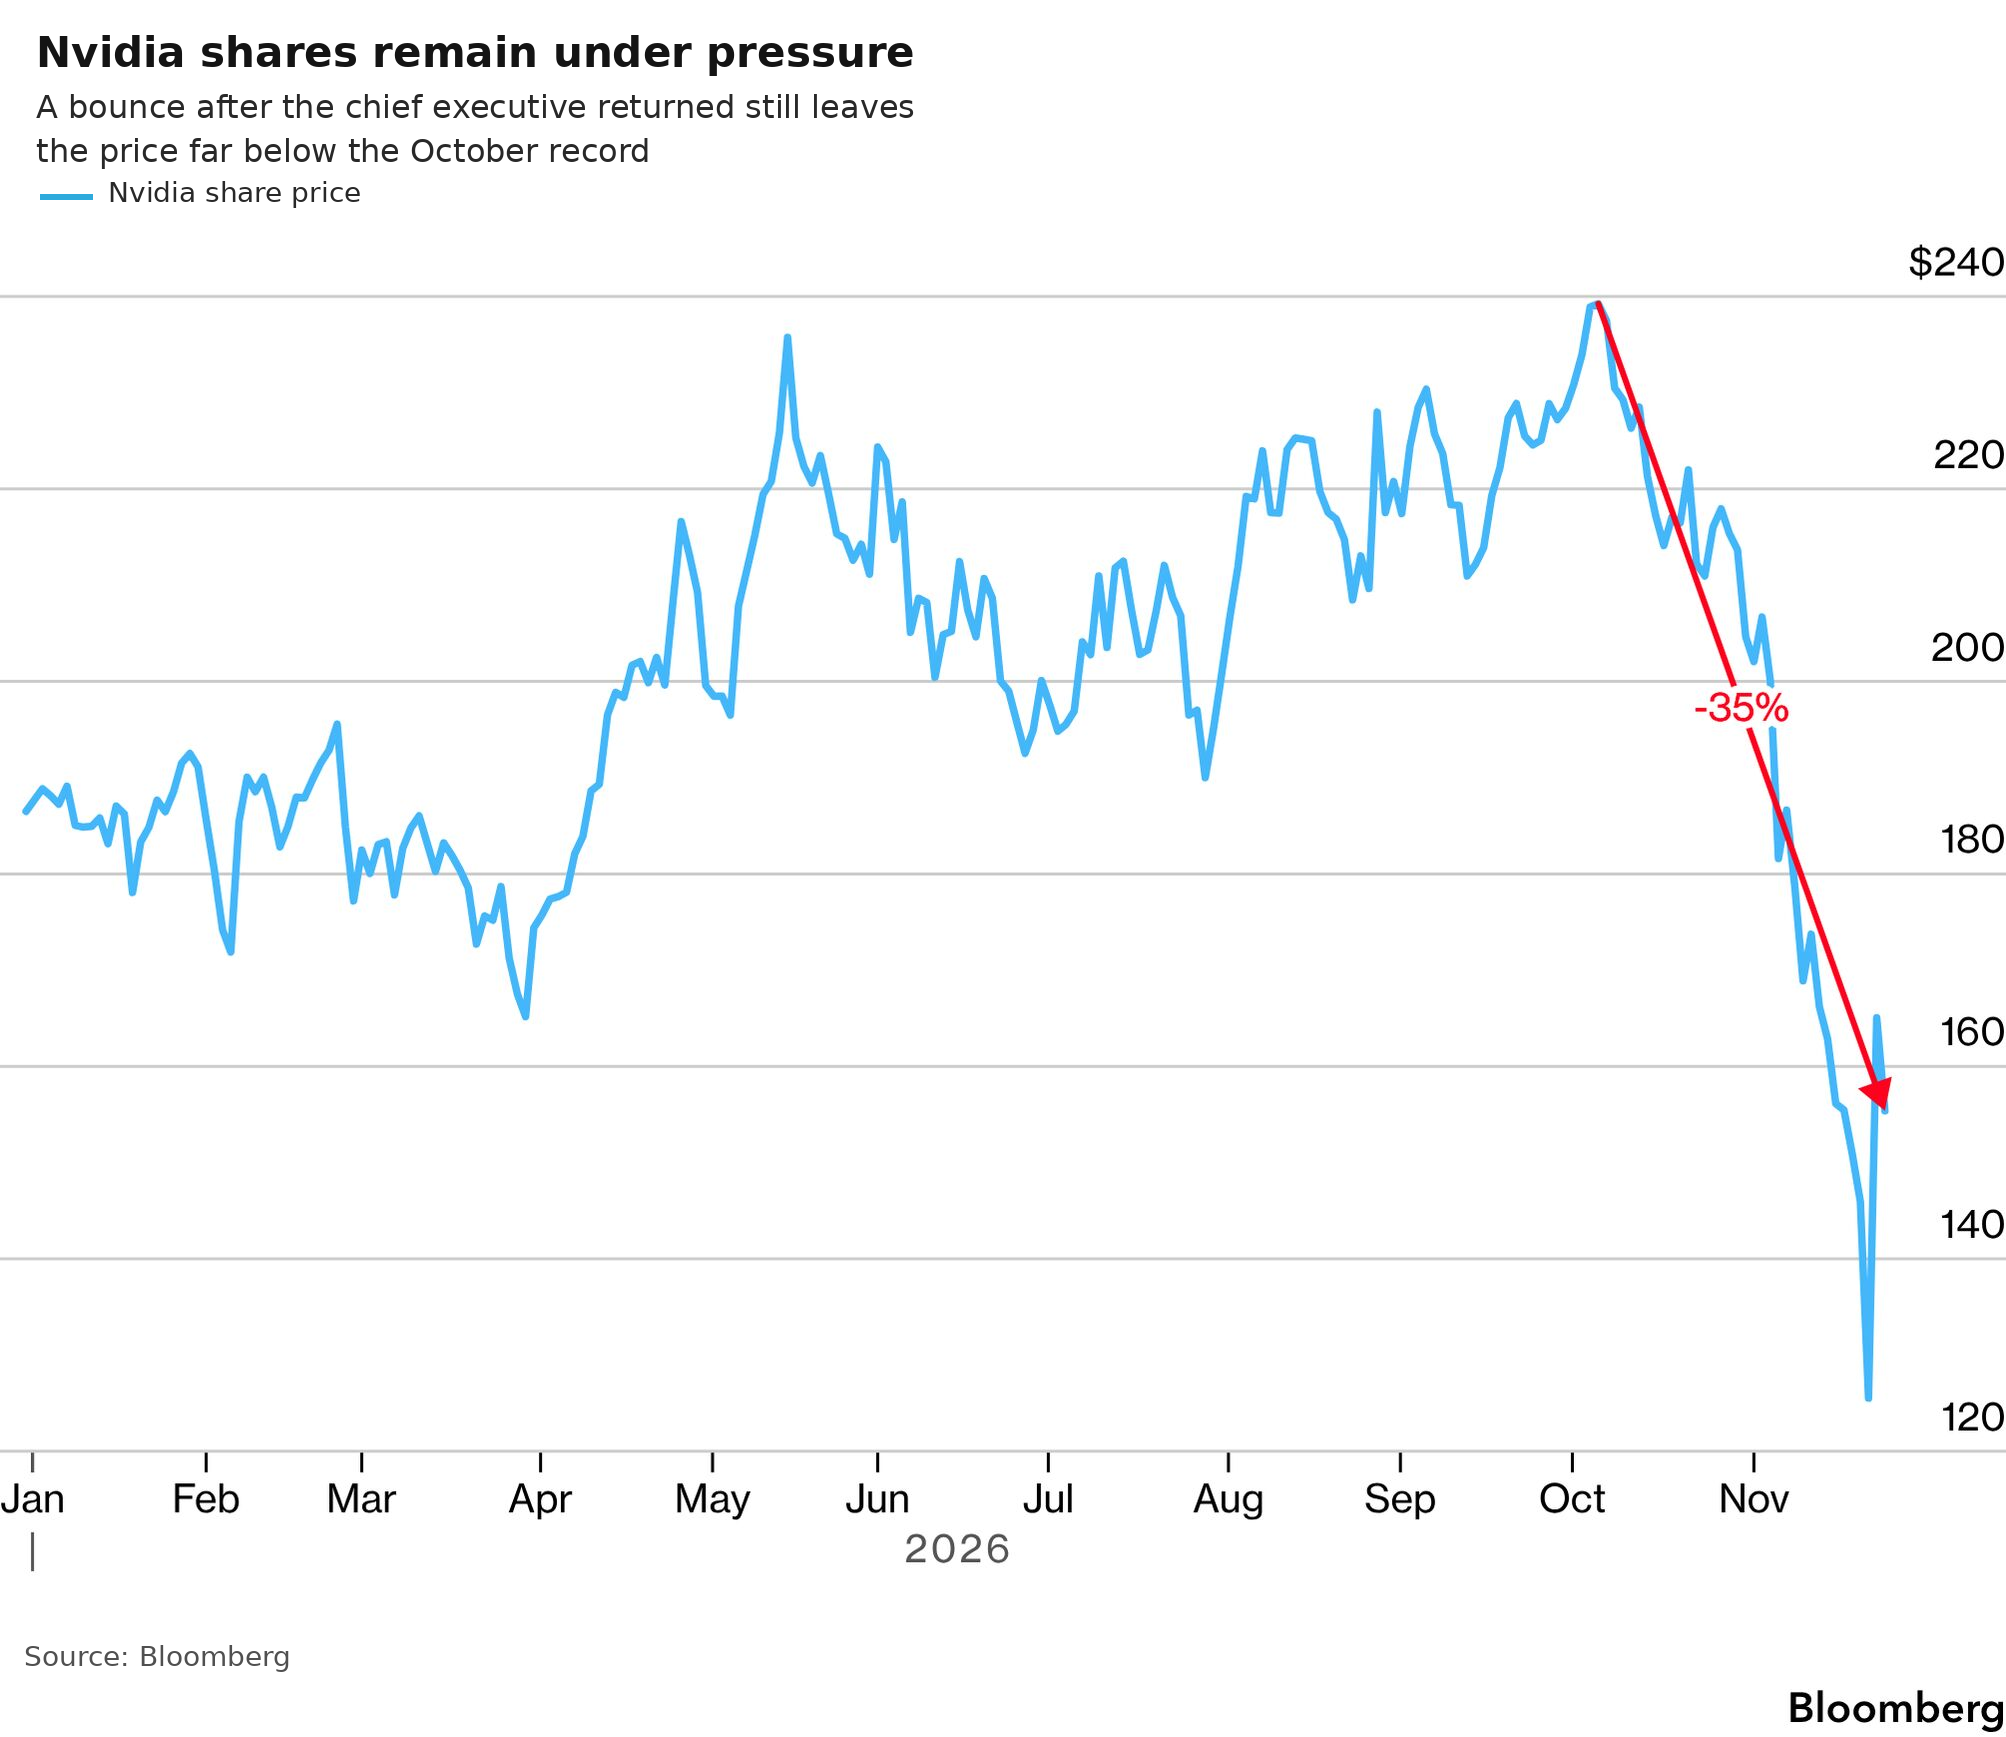 Nvidia shares remain under pressure
A bounce after the chief executive returned still leaves
the price far below the October record
Nvidia share price
$240
220
200
-35%
180
160
140
120
Jan Feb Mar Apr May Jun Jul Aug Sep Oct Nov
2026
Source: Bloomberg
Bloomberg